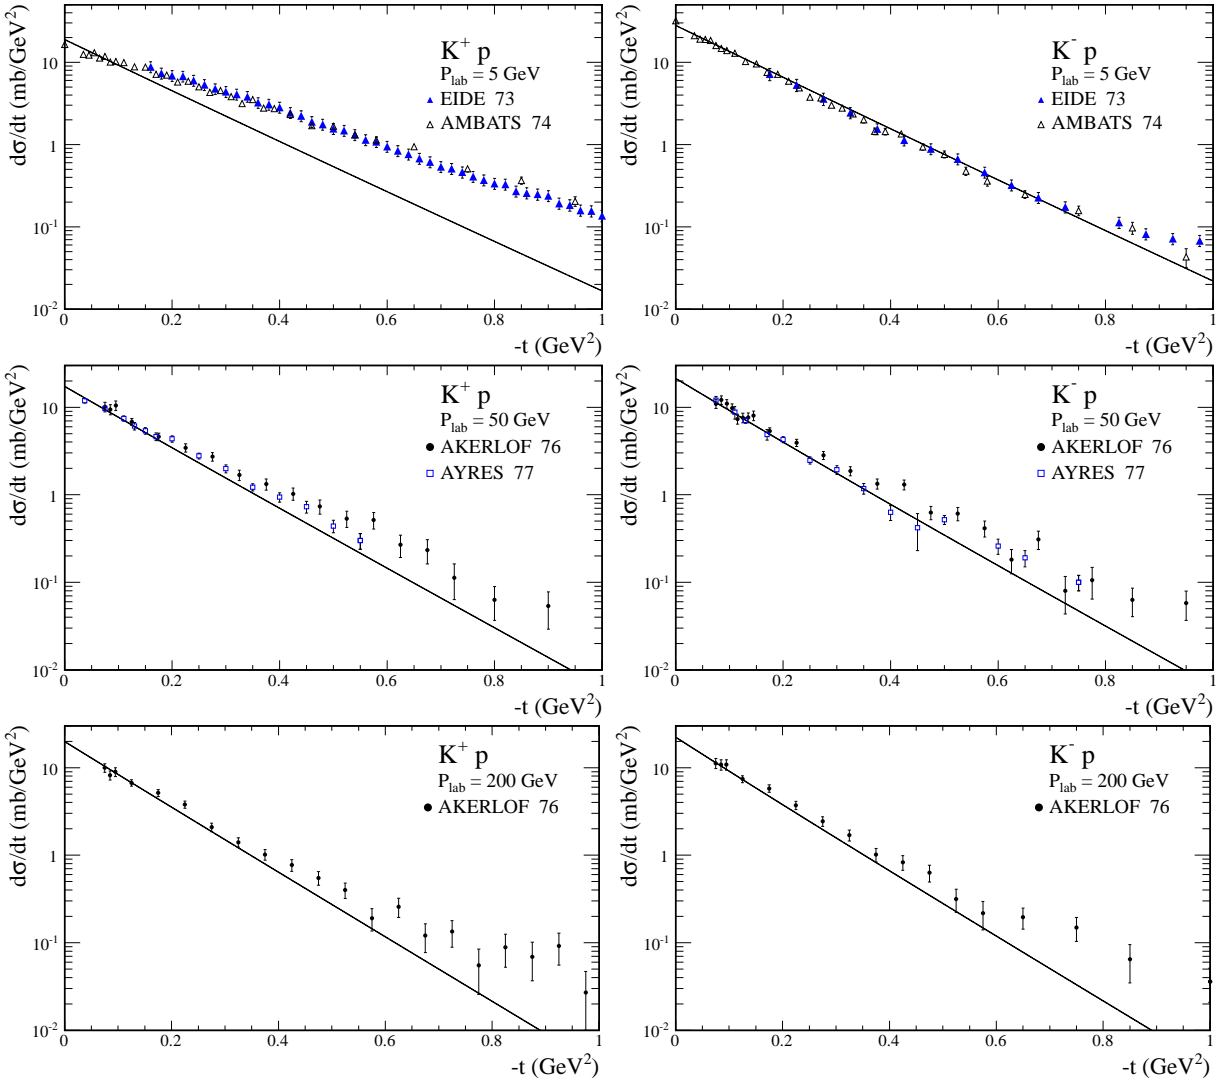 dσ/dt (mb/GeV²)
10
1
10⁻¹
10⁻²
K⁺ p
P_lab = 5 GeV
EIDE 73
AMBATS 74
0 0.2 0.4 0.6 0.8 1
-t (GeV²)
dσ/dt (mb/GeV²)
10
1
10⁻¹
10⁻²
K⁻ p
P_lab = 5 GeV
EIDE 73
AMBATS 74
0 0.2 0.4 0.6 0.8 1
-t (GeV²)
dσ/dt (mb/GeV²)
10
1
10⁻¹
10⁻²
K⁺ p
P_lab = 50 GeV
AKERLOF 76
AYRES 77
0 0.2 0.4 0.6 0.8 1
-t (GeV²)
dσ/dt (mb/GeV²)
10
1
10⁻¹
10⁻²
K⁻ p
P_lab = 50 GeV
AKERLOF 76
AYRES 77
0 0.2 0.4 0.6 0.8 1
-t (GeV²)
dσ/dt (mb/GeV²)
10
1
10⁻¹
10⁻²
K⁺ p
P_lab = 200 GeV
AKERLOF 76
0 0.2 0.4 0.6 0.8 1
-t (GeV²)
dσ/dt (mb/GeV²)
10
1
10⁻¹
10⁻²
K⁻ p
P_lab = 200 GeV
AKERLOF 76
0 0.2 0.4 0.6 0.8 1
-t (GeV²)